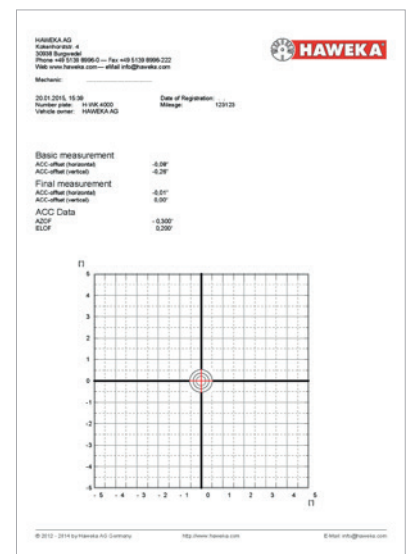 HAWEKA AG
Kokenhorststr. 4
30938 Burgwedel
Phone +49 5139 8996-0 — Fax +49 5139 8996-222
Web www.haweka.com — eMail info@haweka.com
HAWEKA
Mechanic:
20.01.2015, 15:39 Date of Registration:
Number plate: H-WK 4000 Mileage: 123123
Vehicle owner: HAWEKA AG
Basic measurement
ACC-offset (horizontal) -0,09°
ACC-offset (vertical) -0,26°
Final measurement
ACC-offset (horizontal) -0,01°
ACC-offset (vertical) 0,00°
ACC Data
AZOF - 0,300°
ELOF 0,200°
[°]
5
4
3
2
1
0
-1
-2
-3
-4
-5
- 5 - 4 - 3 - 2 - 1 0 1 2 3 4 5
[°]
© 2012 - 2014 by Haweka AG Germany http://www.haweka.com E-Mail: info@haweka.com